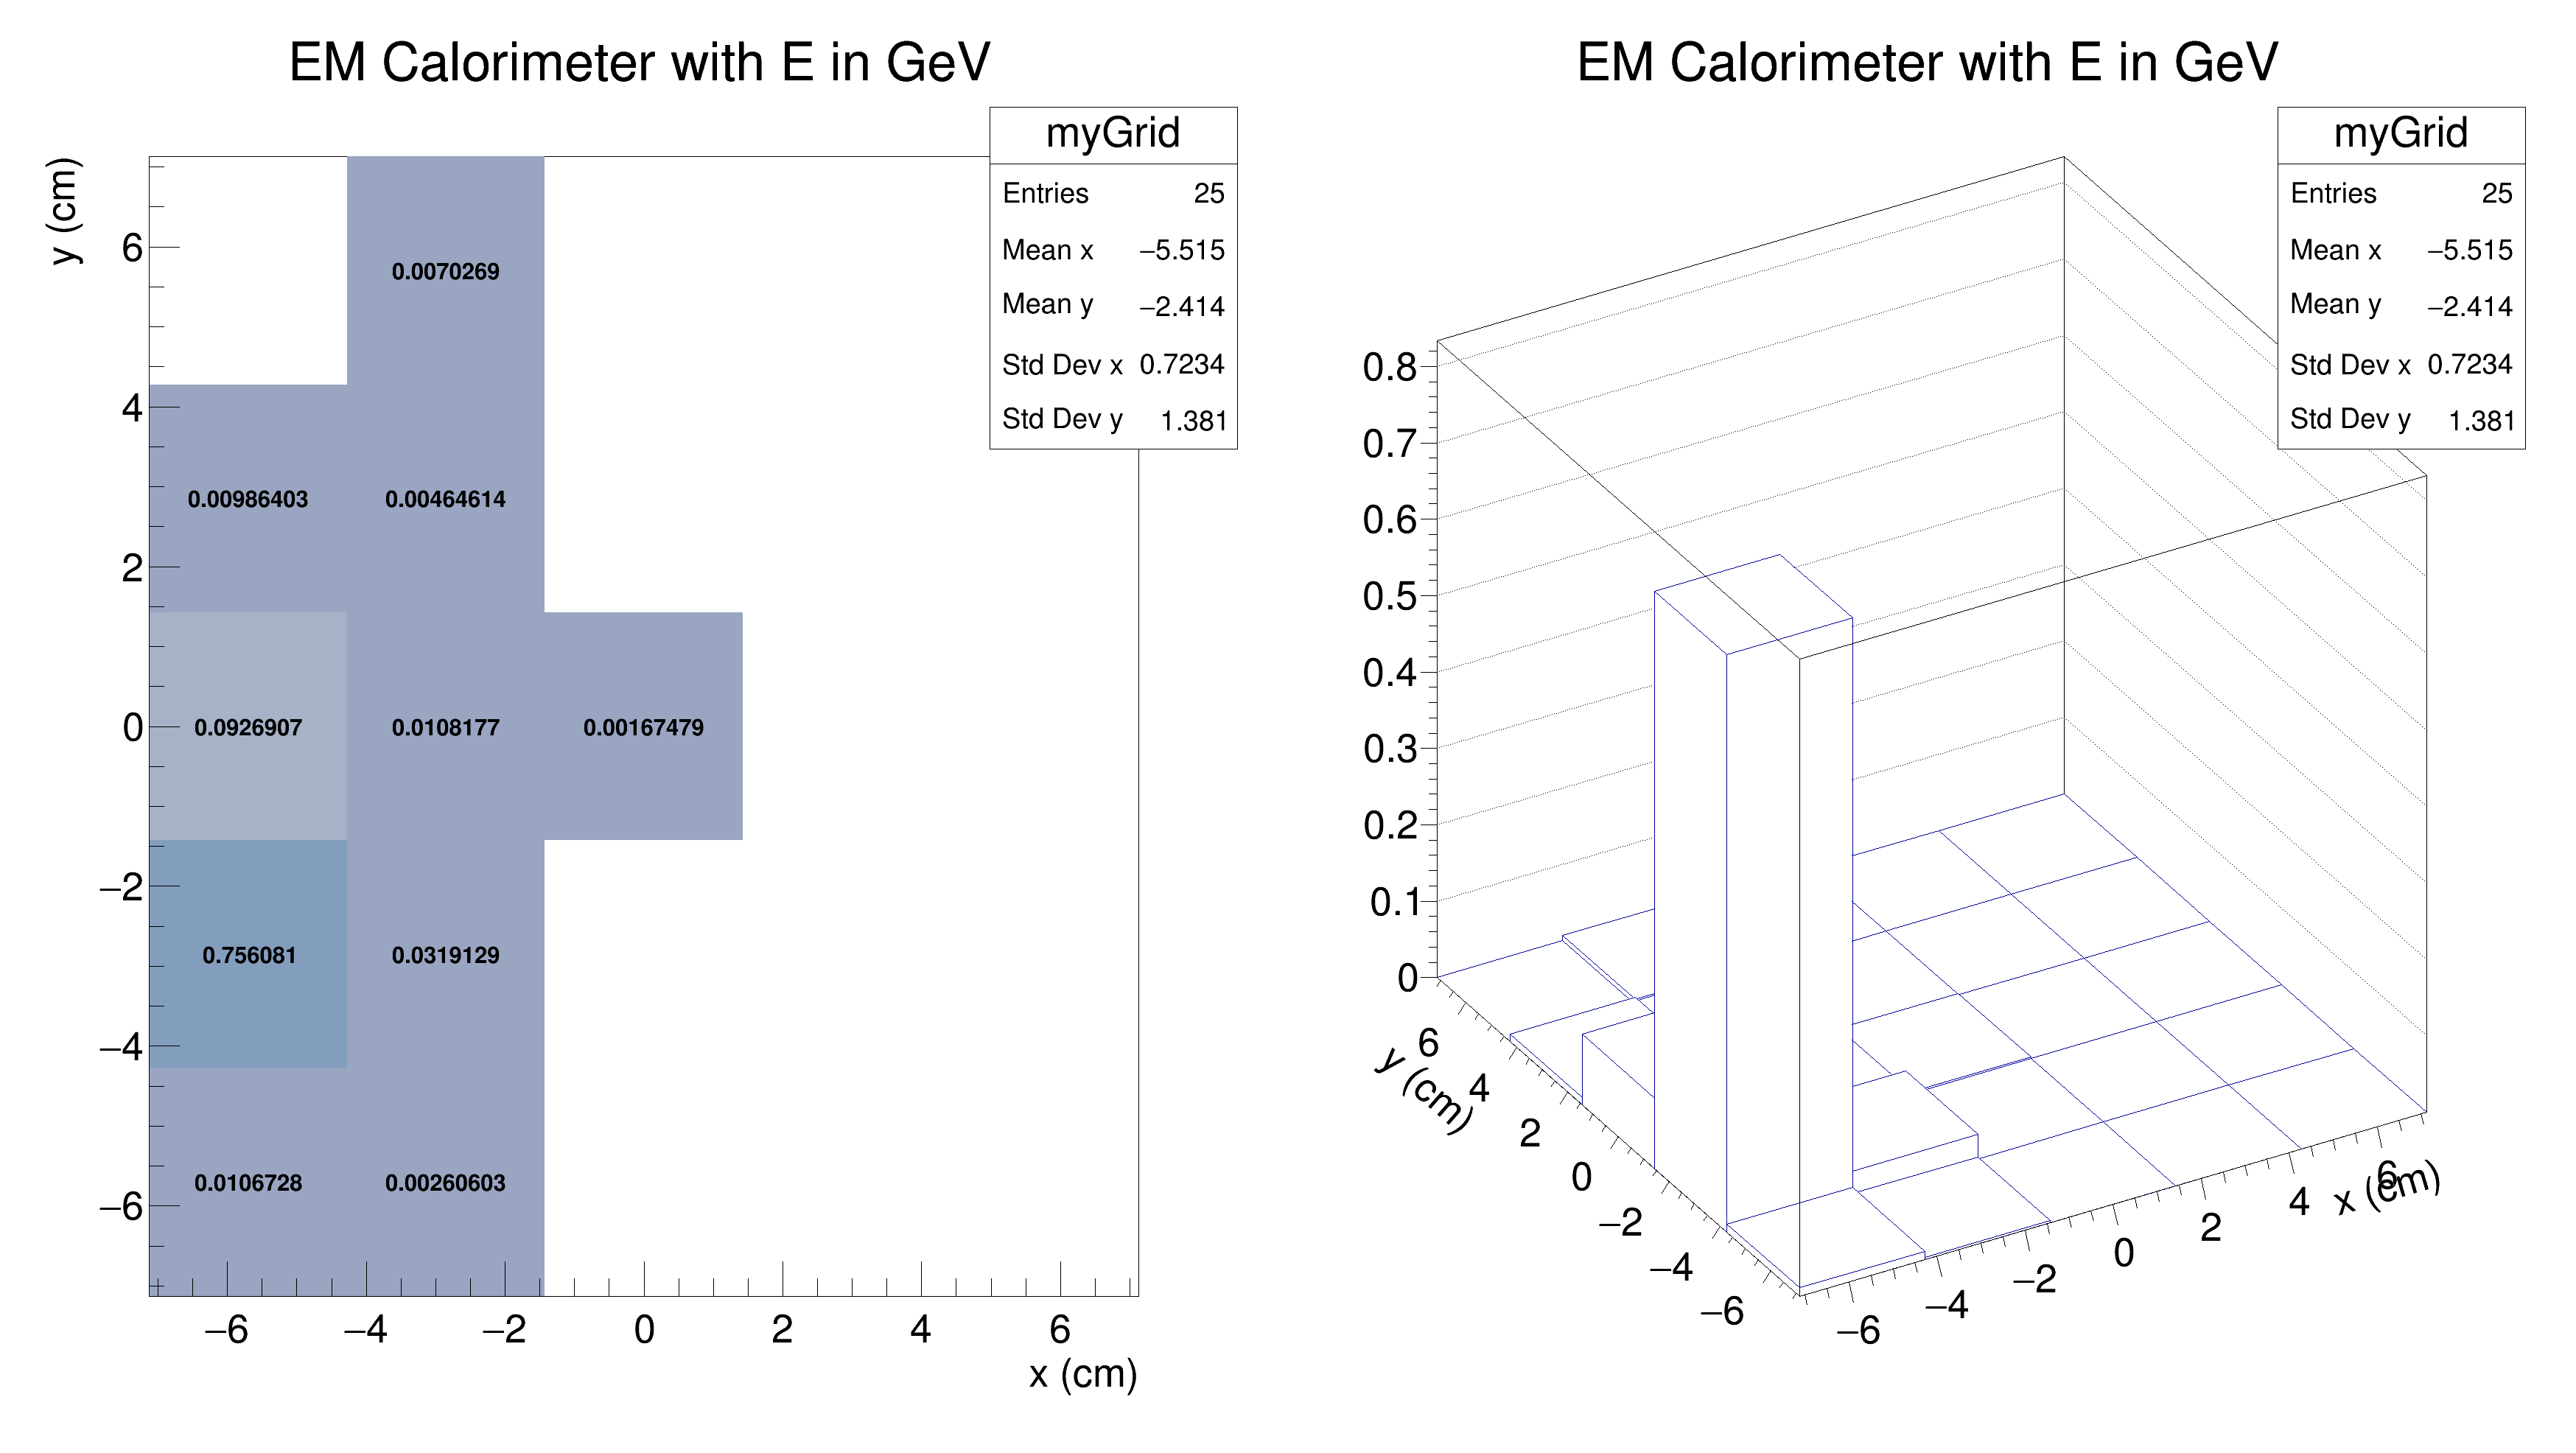 EM Calorimeter with E in GeV
myGrid
Entries 25
Mean x −5.515
Mean y −2.414
Std Dev x 0.7234
Std Dev y 1.381
y (cm)
6
4
2
0
−2
−4
−6
0.0070269
0.00986403 0.00464614
0.0926907 0.0108177 0.00167479
0.756081 0.0319129
0.0106728 0.00260603
−6 −4 −2 0 2 4 6
x (cm)
EM Calorimeter with E in GeV
myGrid
Entries 25
Mean x −5.515
Mean y −2.414
Std Dev x 0.7234
Std Dev y 1.381
0.8
0.7
0.6
0.5
0.4
0.3
0.2
0.1
0
y (cm)
6
4
2
0
−2
−4
−6
−6 −4 −2 0 2 4 6
x (cm)